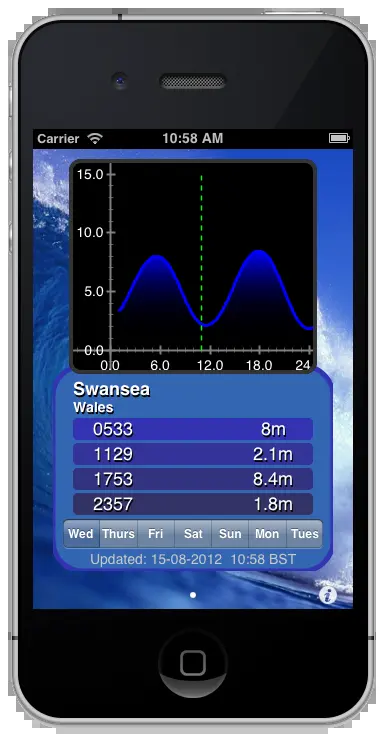 Carrier 10:58 AM
15.0
10.0
5.0
0.0
0.0 6.0 12.0 18.0 24
Swansea
Wales
0533 8m
1129 2.1m
1753 8.4m
2357 1.8m
Wed Thurs Fri Sat Sun Mon Tues
Updated: 15-08-2012 10:58 BST
i